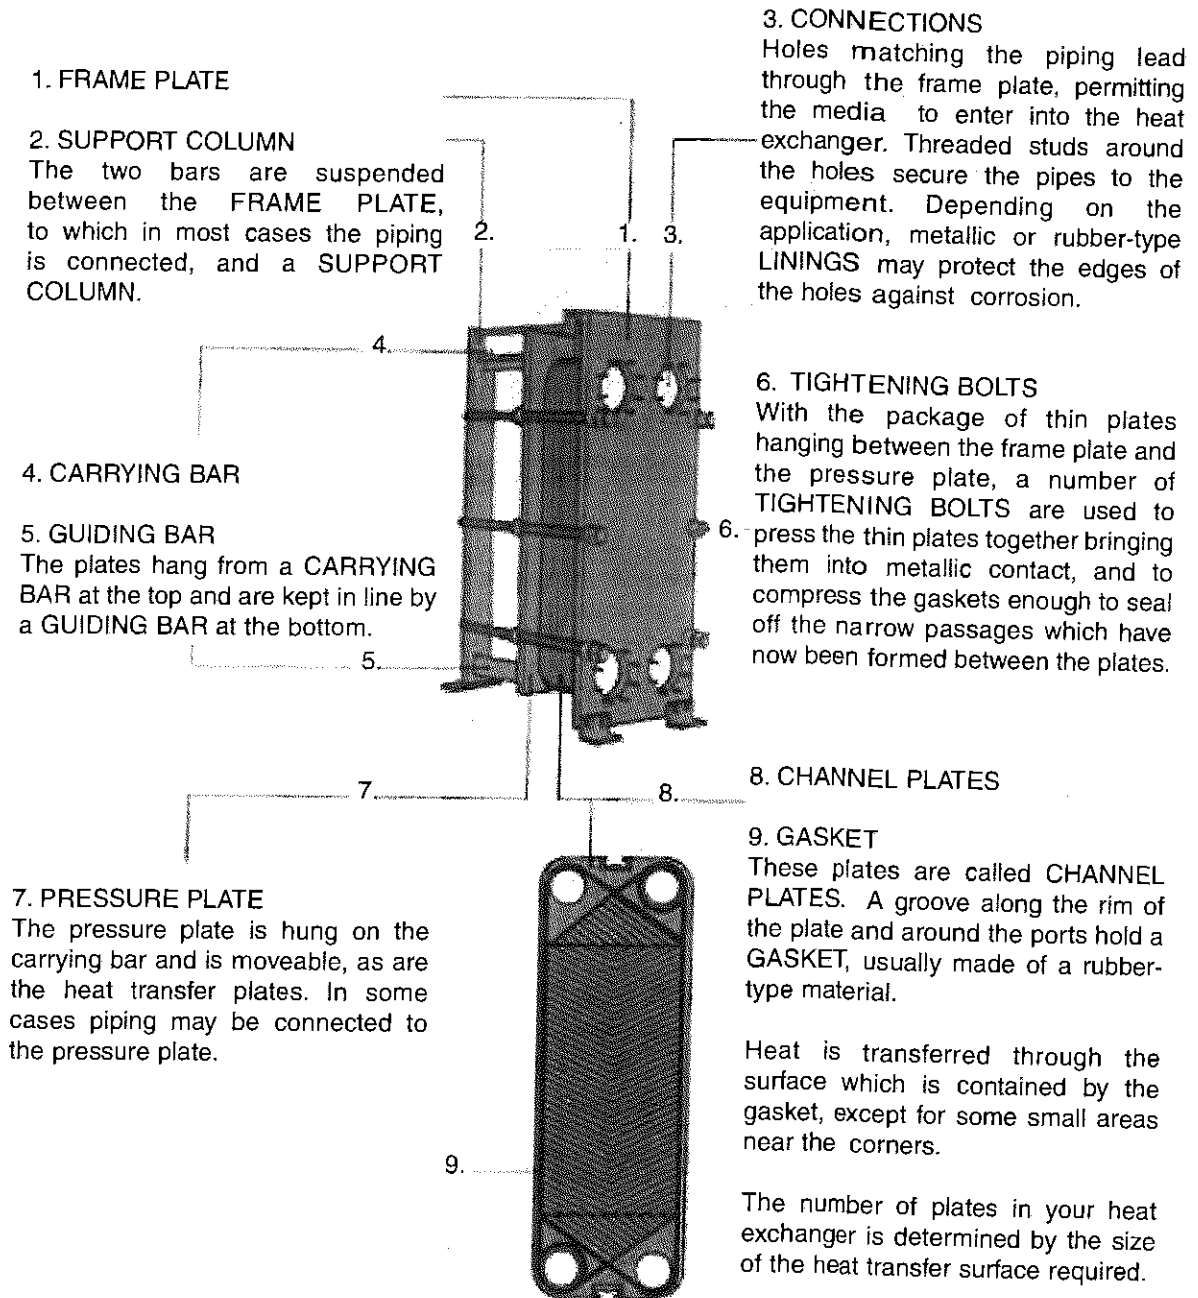 1. FRAME PLATE
2. SUPPORT COLUMN
The two bars are suspended
between the FRAME PLATE,
to which in most cases the piping
is connected, and a SUPPORT
COLUMN.
3. CONNECTIONS
Holes matching the piping lead
through the frame plate, permitting
the media to enter into the heat
exchanger. Threaded studs around
the holes secure the pipes to the
equipment. Depending on the
application, metallic or rubber-type
LININGS may protect the edges of
the holes against corrosion.
2. 1. 3.
4.
4. CARRYING BAR
5. GUIDING BAR
The plates hang from a CARRYING
BAR at the top and are kept in line by
a GUIDING BAR at the bottom.
5.
6. TIGHTENING BOLTS
With the package of thin plates
hanging between the frame plate and
the pressure plate, a number of
TIGHTENING BOLTS are used to
press the thin plates together bringing
them into metallic contact, and to
compress the gaskets enough to seal
off the narrow passages which have
now been formed between the plates.
6.
7
8.
7. PRESSURE PLATE
The pressure plate is hung on the
carrying bar and is moveable, as are
the heat transfer plates. In some
cases piping may be connected to
the pressure plate.
8. CHANNEL PLATES
9. GASKET
These plates are called CHANNEL
PLATES. A groove along the rim of
the plate and around the ports hold a
GASKET, usually made of a rubber-
type material.
Heat is transferred through the
surface which is contained by the
gasket, except for some small areas
near the corners.
The number of plates in your heat
exchanger is determined by the size
of the heat transfer surface required.
9.